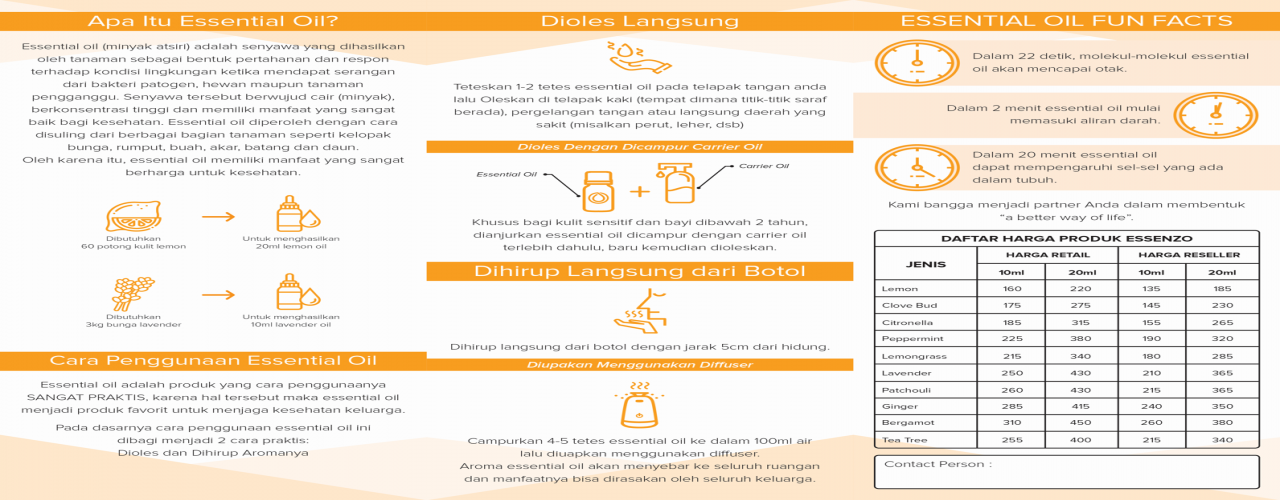 Apa Itu Essential Oil?
Essential oil (minyak atsiri) adalah senyawa yang dihasilkan
oleh tanaman sebagai bentuk pertahanan dan respon
terhadap kondisi lingkungan ketika mendapat serangan
dari bakteri patogen, hewan maupun tanaman
pengganggu. Senyawa tersebut berwujud cair (minyak),
berkonsentrasi tinggi dan memiliki manfaat yang sangat
baik bagi kesehatan. Essential oil diperoleh dengan cara
disuling dari berbagai bagian tanaman seperti kelopak
bunga, rumput, buah, akar, batang dan daun.
Oleh karena itu, essential oil memiliki manfaat yang sangat
berharga untuk kesehatan.
Dibutuhkan
60 potong kulit lemon
Untuk menghasilkan
20ml lemon oil
Dibutuhkan
3kg bunga lavender
Untuk menghasilkan
10ml lavender oil
Cara Penggunaan Essential Oil
Essential oil adalah produk yang cara penggunaanya
SANGAT PRAKTIS, karena hal tersebut maka essential oil
menjadi produk favorit untuk menjaga kesehatan keluarga.
Pada dasarnya cara penggunaan essential oil ini
dibagi menjadi 2 cara praktis:
Dioles dan Dihirup Aromanya
Dioles Langsung
Teteskan 1-2 tetes essential oil pada telapak tangan anda
lalu Oleskan di telapak kaki (tempat dimana titik-titik saraf
berada), pergelangan tangan atau langsung daerah yang
sakit (misalkan perut, leher, dsb)
Dioles Dengan Dicampur Carrier Oil
Essential Oil
Carrier Oil
Khusus bagi kulit sensitif dan bayi dibawah 2 tahun,
dianjurkan essential oil dicampur dengan carrier oil
terlebih dahulu, baru kemudian dioleskan.
Dihirup Langsung dari Botol
Dihirup langsung dari botol dengan jarak 5cm dari hidung.
Diupakan Menggunakan Diffuser
Campurkan 4-5 tetes essential oil ke dalam 100ml air
lalu diuapkan menggunakan diffuser.
Aroma essential oil akan menyebar ke seluruh ruangan
dan manfaatnya bisa dirasakan oleh seluruh keluarga.
ESSENTIAL OIL FUN FACTS
Dalam 22 detik, molekul-molekul essential
oil akan mencapai otak.
Dalam 2 menit essential oil mulai
memasuki aliran darah.
Dalam 20 menit essential oil
dapat mempengaruhi sel-sel yang ada
dalam tubuh.
Kami bangga menjadi partner Anda dalam membentuk
“a better way of life”.
DAFTAR HARGA PRODUK ESSENZO
JENIS HARGA RETAIL HARGA RESELLER
10ml 20ml 10ml 20ml
Lemon 160 220 135 185
Clove Bud 175 275 145 230
Citronella 185 315 155 265
Peppermint 225 380 190 320
Lemongrass 215 340 180 285
Lavender 250 430 210 365
Patchouli 260 430 215 365
Ginger 285 415 240 350
Bergamot 310 450 260 380
Tea Tree 255 400 215 340
Contact Person :